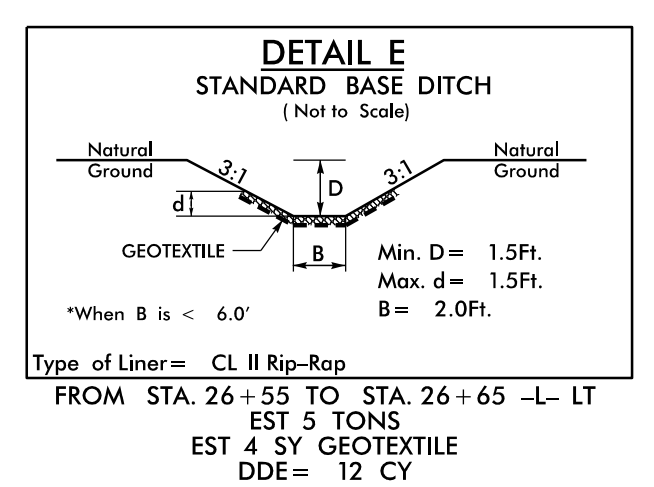 DETAIL E
STANDARD BASE DITCH
( Not to Scale)
Natural
Ground
3:1
D
3:1
Natural
Ground
d
GEOTEXTILE
B
Min. D= 1.5Ft.
Max. d= 1.5Ft.
B= 2.0Ft.
*When B is < 6.0'
Type of Liner= CL II Rip-Rap
FROM STA. 26+55 TO STA. 26+65 -L- LT
EST 5 TONS
EST 4 SY GEOTEXTILE
DDE= 12 CY